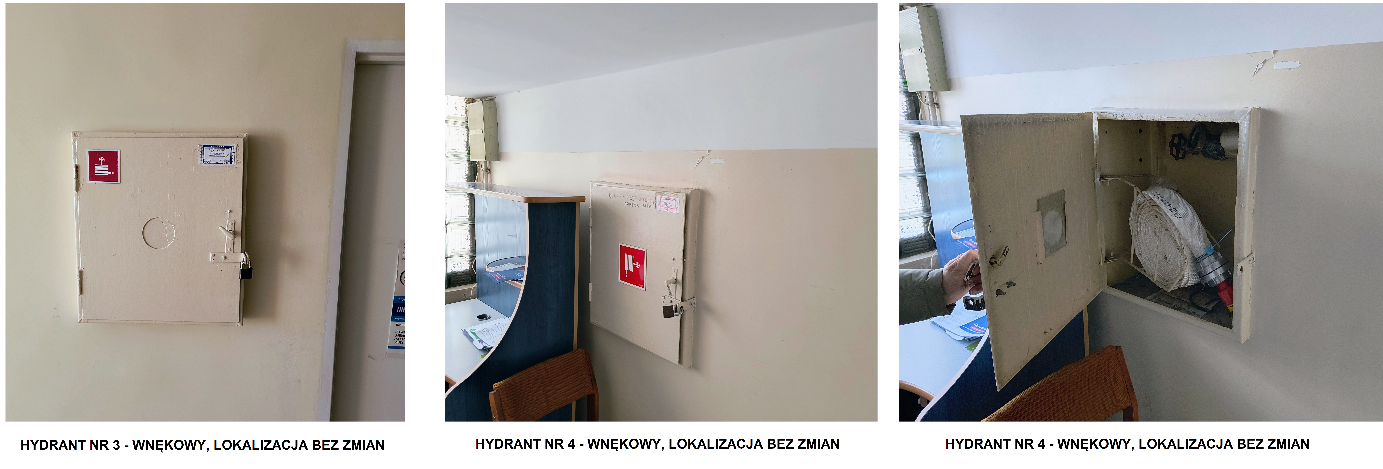 HYDRANT NR 3 - WNĘKOWY, LOKALIZACJA BEZ ZMIAN
HYDRANT NR 4 - WNĘKOWY, LOKALIZACJA BEZ ZMIAN
HYDRANT NR 4 - WNĘKOWY, LOKALIZACJA BEZ ZMIAN